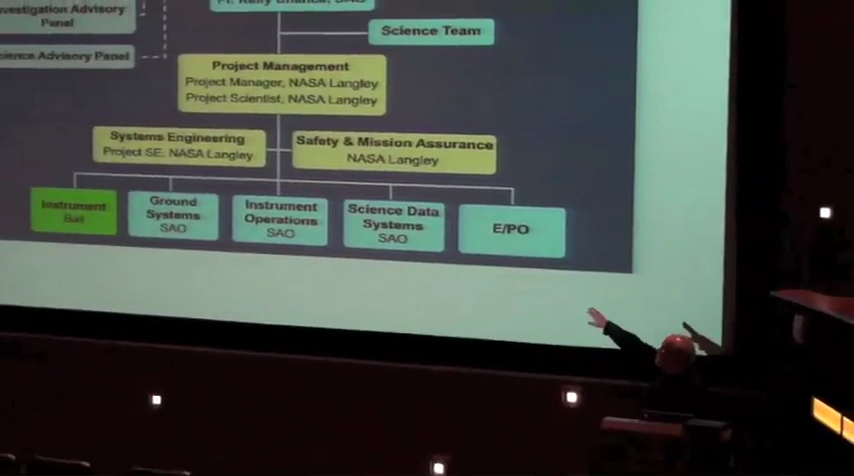 PI: Kelly Chance, SAO
Investigation Advisory
Panel
Science Team
Science Advisory Panel
Project Management
Project Manager, NASA Langley
Project Scientist, NASA Langley
Systems Engineering
Project SE, NASA Langley
Safety & Mission Assurance
NASA Langley
Instrument
Ball
Ground
Systems
SAO
Instrument
Operations
SAO
Science Data
Systems
SAO
E/PO